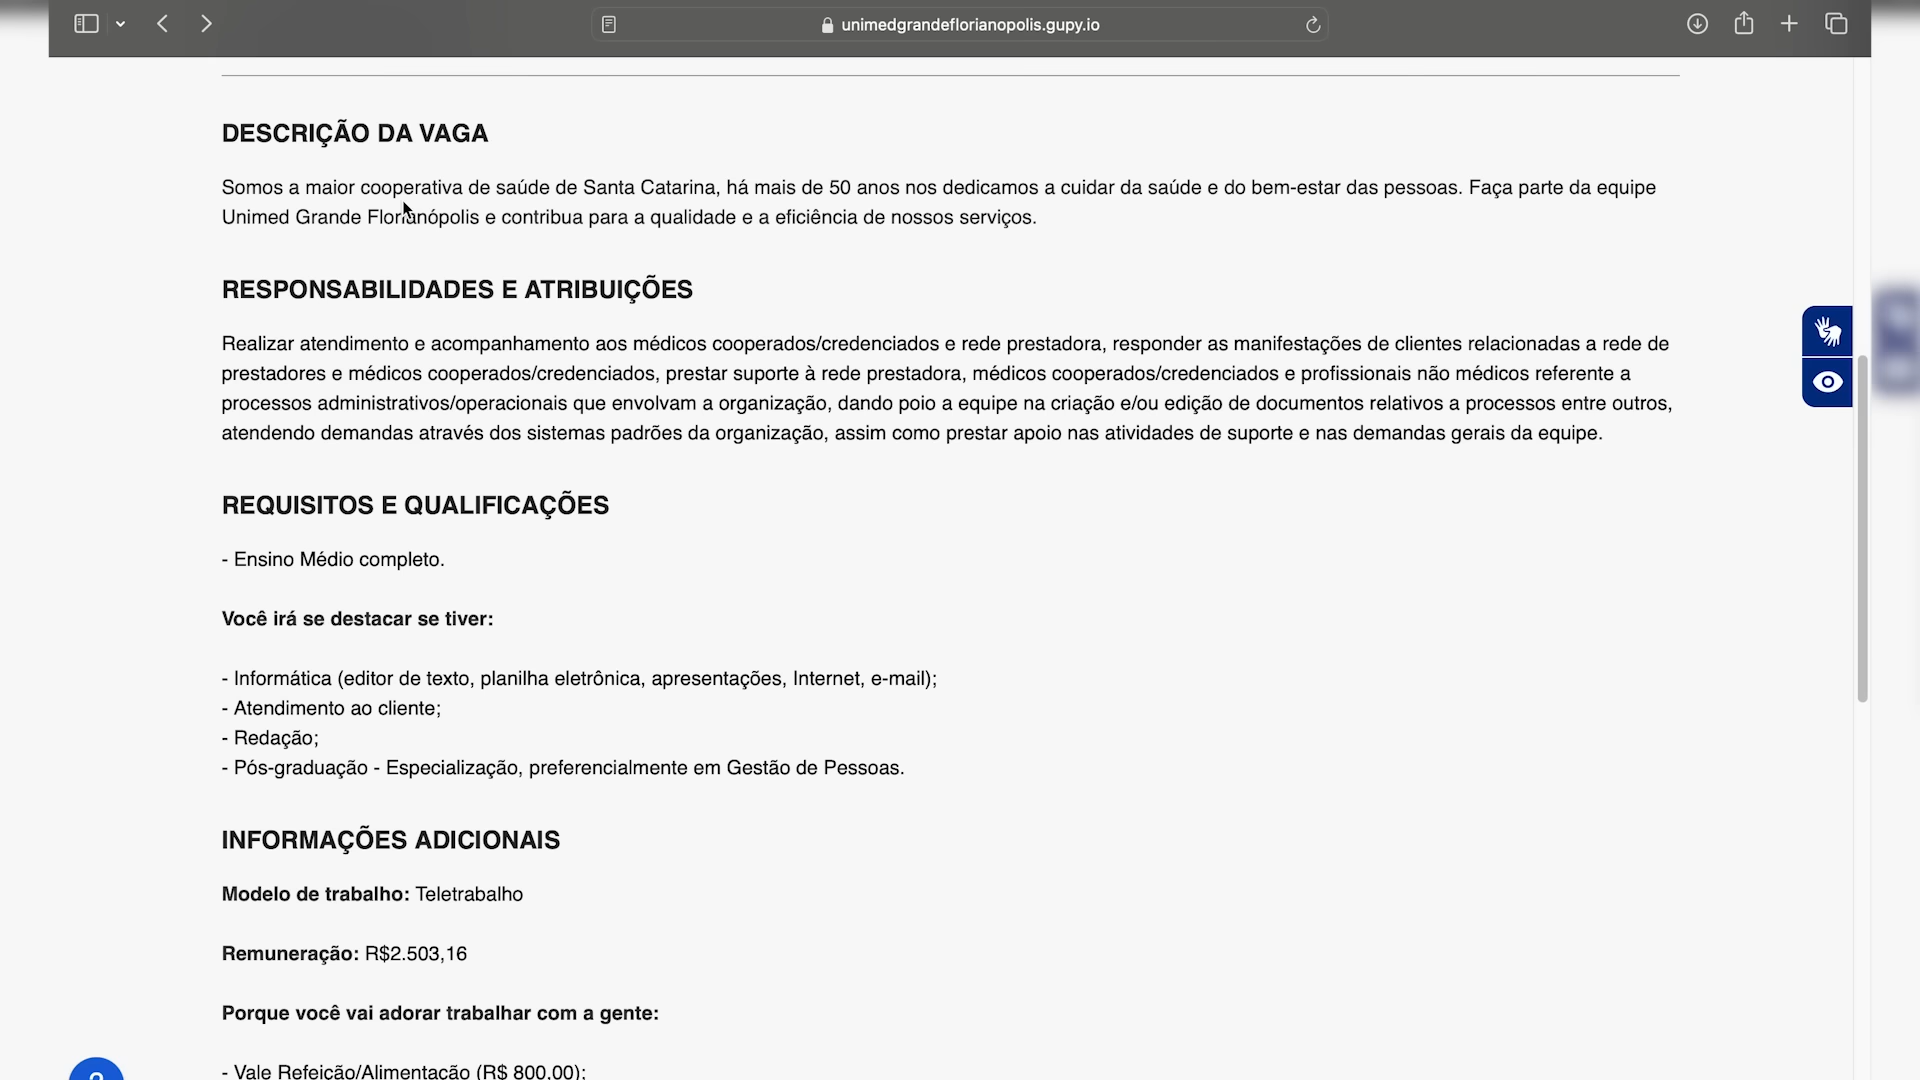 unimedgrandeflorianopolis.gupy.io
DESCRIÇÃO DA VAGA
Somos a maior cooperativa de saúde de Santa Catarina, há mais de 50 anos nos dedicamos a cuidar da saúde e do bem-estar das pessoas. Faça parte da equipe
Unimed Grande Florianópolis e contribua para a qualidade e a eficiência de nossos serviços.
RESPONSABILIDADES E ATRIBUIÇÕES
Realizar atendimento e acompanhamento aos médicos cooperados/credenciados e rede prestadora, responder as manifestações de clientes relacionadas a rede de
prestadores e médicos cooperados/credenciados, prestar suporte à rede prestadora, médicos cooperados/credenciados e profissionais não médicos referente a
processos administrativos/operacionais que envolvam a organização, dando poio a equipe na criação e/ou edição de documentos relativos a processos entre outros,
atendendo demandas através dos sistemas padrões da organização, assim como prestar apoio nas atividades de suporte e nas demandas gerais da equipe.
REQUISITOS E QUALIFICAÇÕES
- Ensino Médio completo.
Você irá se destacar se tiver:
- Informática (editor de texto, planilha eletrônica, apresentações, Internet, e-mail);
- Atendimento ao cliente;
- Redação;
- Pós-graduação - Especialização, preferencialmente em Gestão de Pessoas.
INFORMAÇÕES ADICIONAIS
Modelo de trabalho: Teletrabalho
Remuneração: R$2.503,16
Porque você vai adorar trabalhar com a gente:
- Vale Refeição/Alimentação (R$ 800,00);